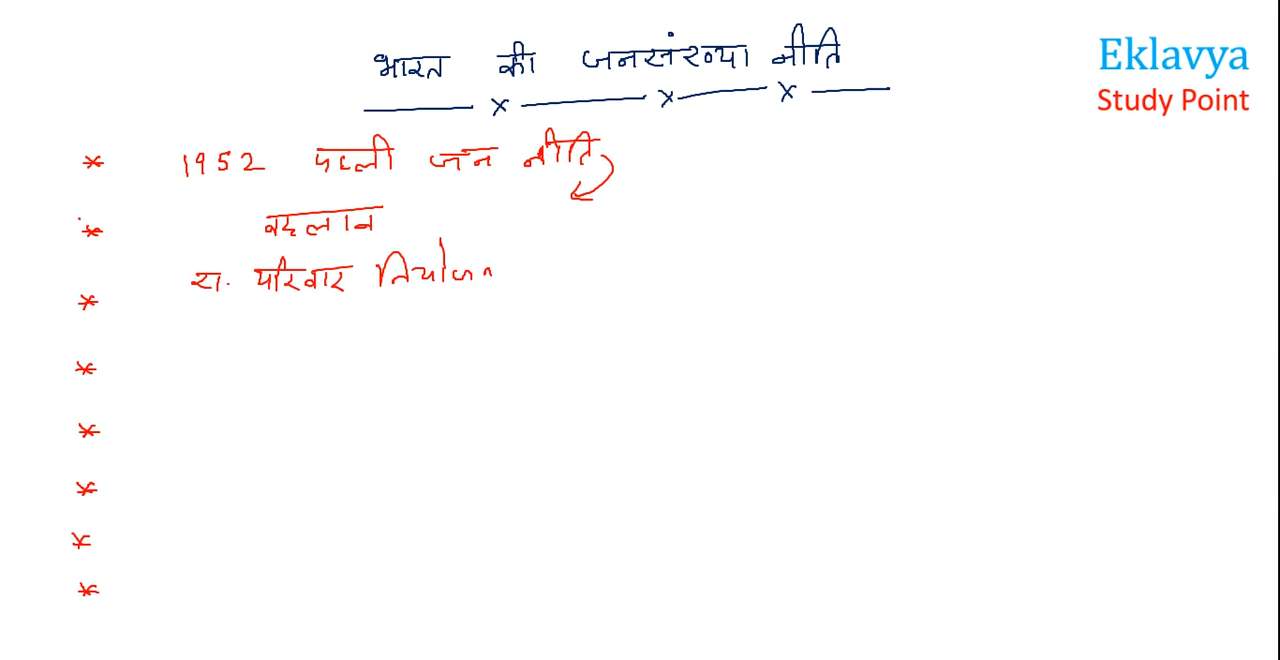 भारत की जनसंख्या नीति
Eklavya
Study Point
* 1952 पहली जन नीति
* बदलाव
* रा. परिवार नियोजन
*
*
*
*
*